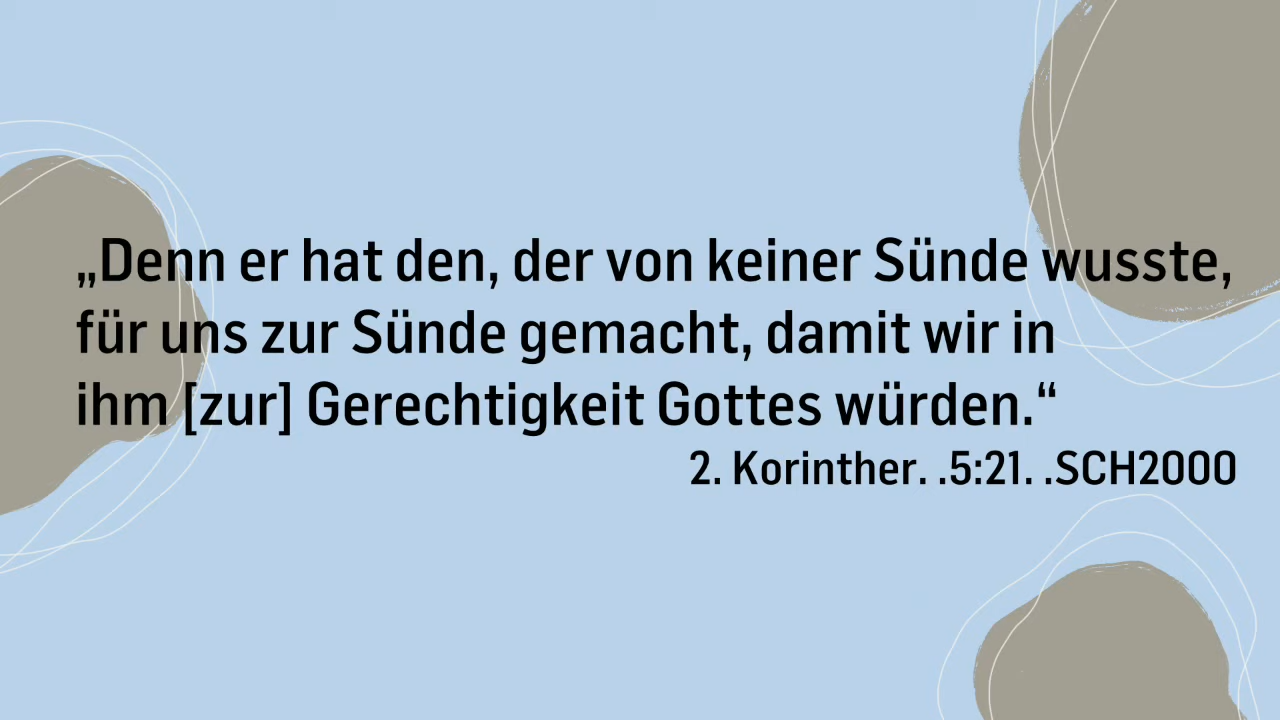 „Denn er hat den, der von keiner Sünde wusste,
für uns zur Sünde gemacht, damit wir in
ihm [zur] Gerechtigkeit Gottes würden.“
2. Korinther. .5:21. .SCH2000